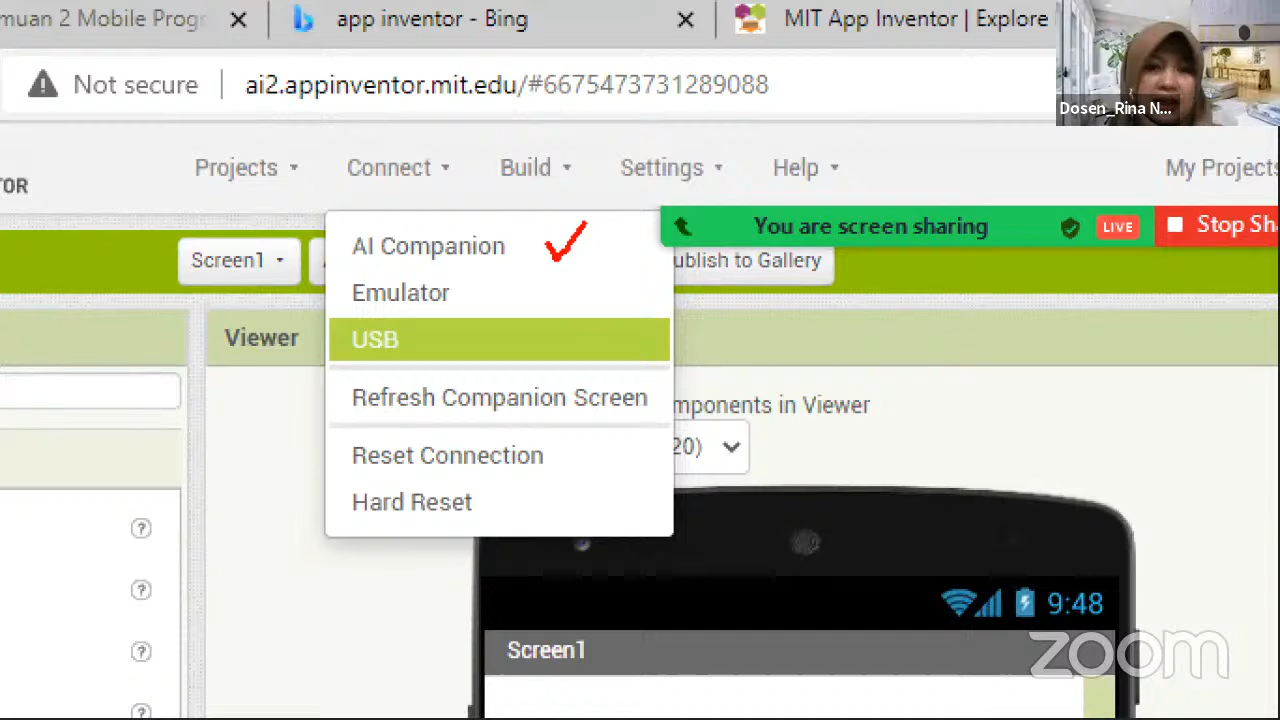 muan 2 Mobile Progr
app inventor - Bing
MIT App Inventor | Explore
Not secure
ai2.appinventor.mit.edu/#6675473731289088
Dosen_Rina N...
TOR
Projects
Connect
Build
Settings
Help
My Projects
You are screen sharing
LIVE
Stop Sh
Screen1
ublish to Gallery
AI Companion
Emulator
USB
Refresh Companion Screen
Reset Connection
Hard Reset
Viewer
mponents in Viewer
20)
9:48
Screen1
zoom